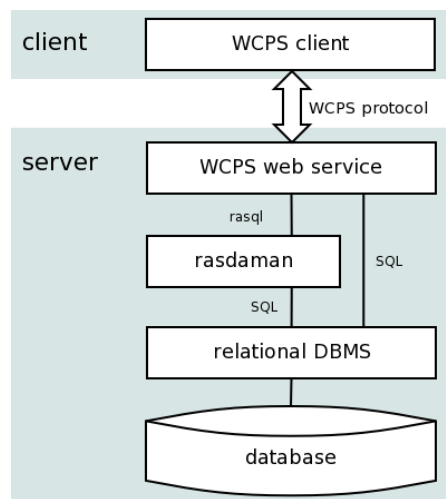 client
WCPS client
WCPS protocol
server
WCPS web service
rasql
rasdaman
SQL
SQL
relational DBMS
database